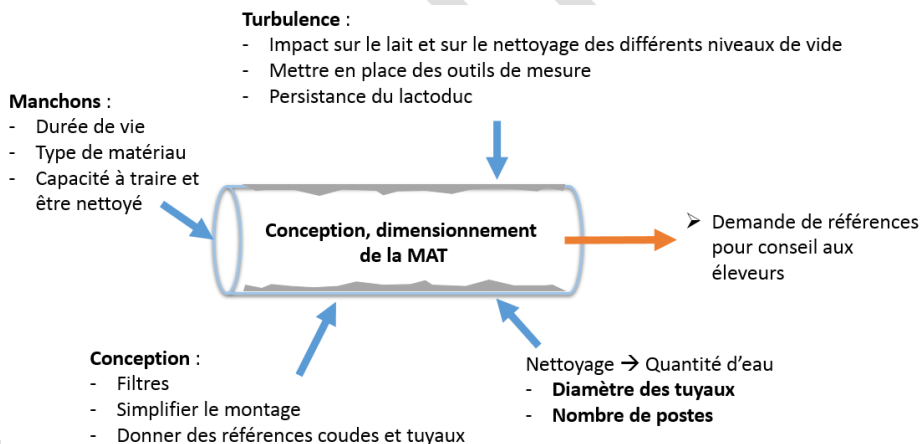 Turbulence :
- Impact sur le lait et sur le nettoyage des différents niveaux de vide
- Mettre en place des outils de mesure
- Persistance du lactoduc
Manchons :
- Durée de vie
- Type de matériau
- Capacité à traire et
être nettoyé
Conception, dimensionnement
de la MAT
➢ Demande de références
pour conseil aux
éleveurs
Conception :
- Filtres
- Simplifier le montage
- Donner des références coudes et tuyaux
Nettoyage → Quantité d'eau
- Diamètre des tuyaux
- Nombre de postes